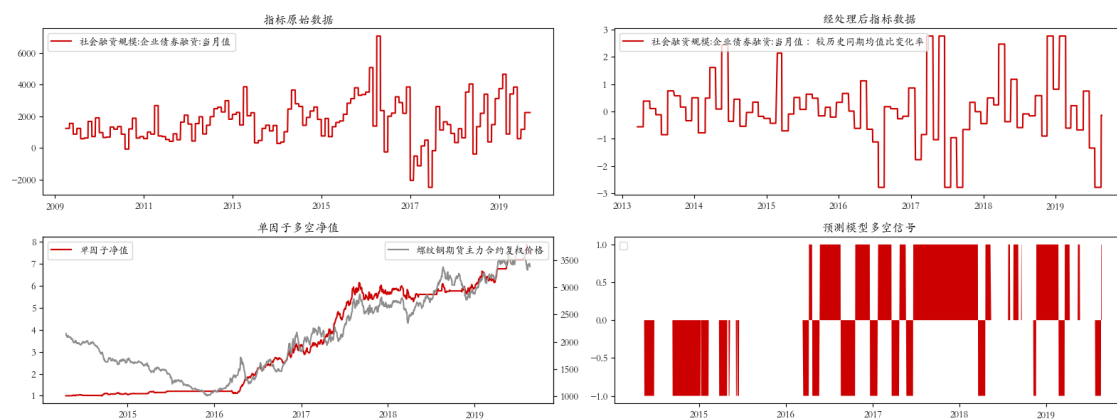 指标原始数据
社会融资规模:企业债券融资:当月值
6000
4000
2000
0
−2000
2009 2011 2013 2015 2017 2019
经处理后指标数据
社会融资规模:企业债券融资:当月值： 较历史同期均值比变化率
3
2
1
0
−1
−2
−3
2013 2014 2015 2016 2017 2018 2019
单因子多空净值
单因子净值
螺纹钢期货主力合约复权价格
8
7
6
5
4
3
2
1
3500
3000
2500
2000
1500
1000
2015 2016 2017 2018 2019
预测模型多空信号
1.0
0.5
0.0
−0.5
−1.0
2015 2016 2017 2018 2019